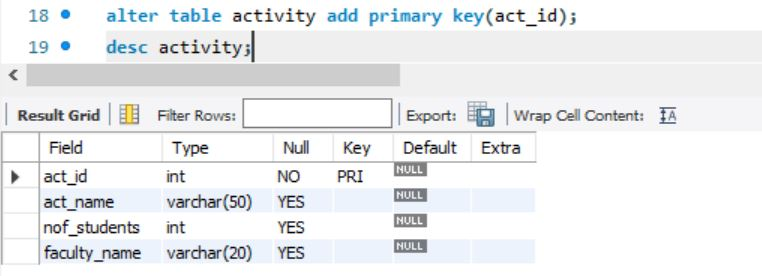 18 alter table activity add primary key(act_id);
19 desc activity;
Result Grid Filter Rows: Export: Wrap Cell Content: IA
Field Type Null Key Default Extra
act_id int NO PRI NULL
act_name varchar(50) YES NULL
nof_students int YES NULL
faculty_name varchar(20) YES NULL